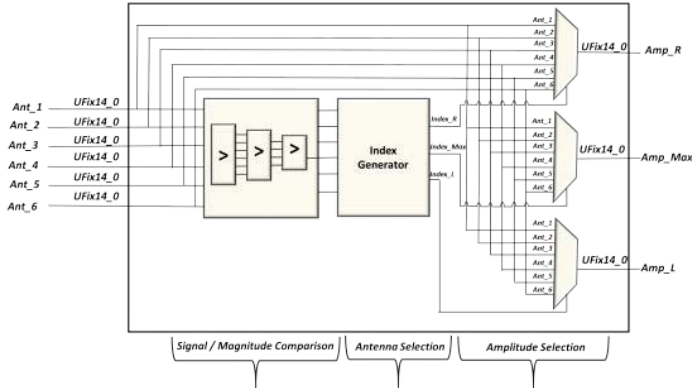 Ant_1 UFix14_0
Ant_2 UFix14_0
Ant_3 UFix14_0
Ant_4 UFix14_0
Ant_5 UFix14_0
Ant_6 UFix14_0
> > >
Index
Generator
Index_R
Index_Max
Index_L
Ant_1
Ant_2
Ant_3
Ant_4
Ant_5
Ant_6
UFix14_0 Amp_R
Ant_1
Ant_2
Ant_3
Ant_4
Ant_5
Ant_6
UFix14_0 Amp_Max
Ant_1
Ant_2
Ant_3
Ant_4
Ant_5
Ant_6
UFix14_0 Amp_L
Signal / Magnitude Comparison Antenna Selection Amplitude Selection